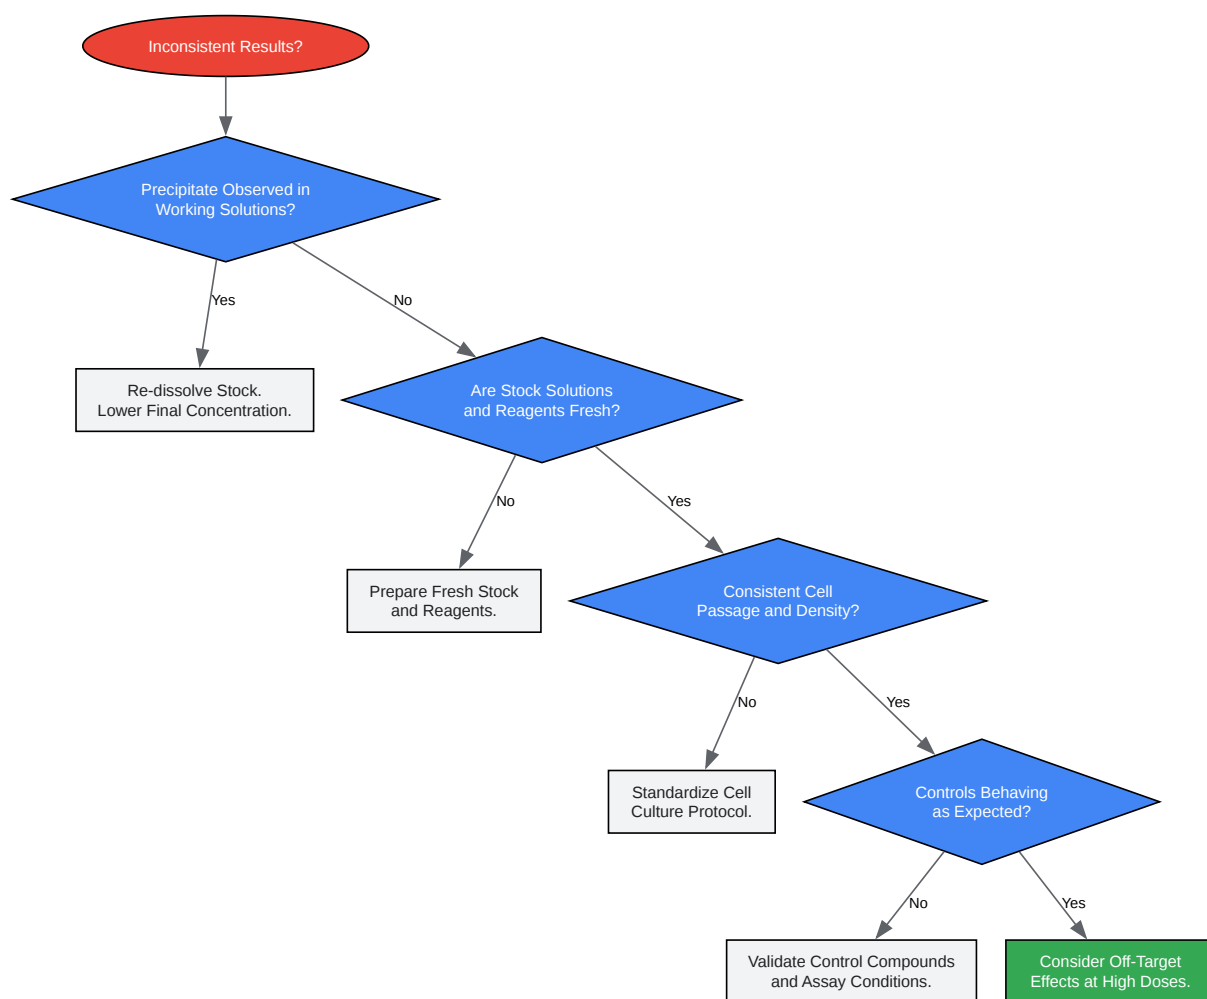 Inconsistent Results?
Precipitate Observed in
Working Solutions?
Yes
No
Re-dissolve Stock.
Lower Final Concentration.
Are Stock Solutions
and Reagents Fresh?
No
Yes
Prepare Fresh Stock
and Reagents.
Consistent Cell
Passage and Density?
No
Yes
Standardize Cell
Culture Protocol.
Controls Behaving
as Expected?
No
Yes
Validate Control Compounds
and Assay Conditions.
Consider Off-Target
Effects at High Doses.